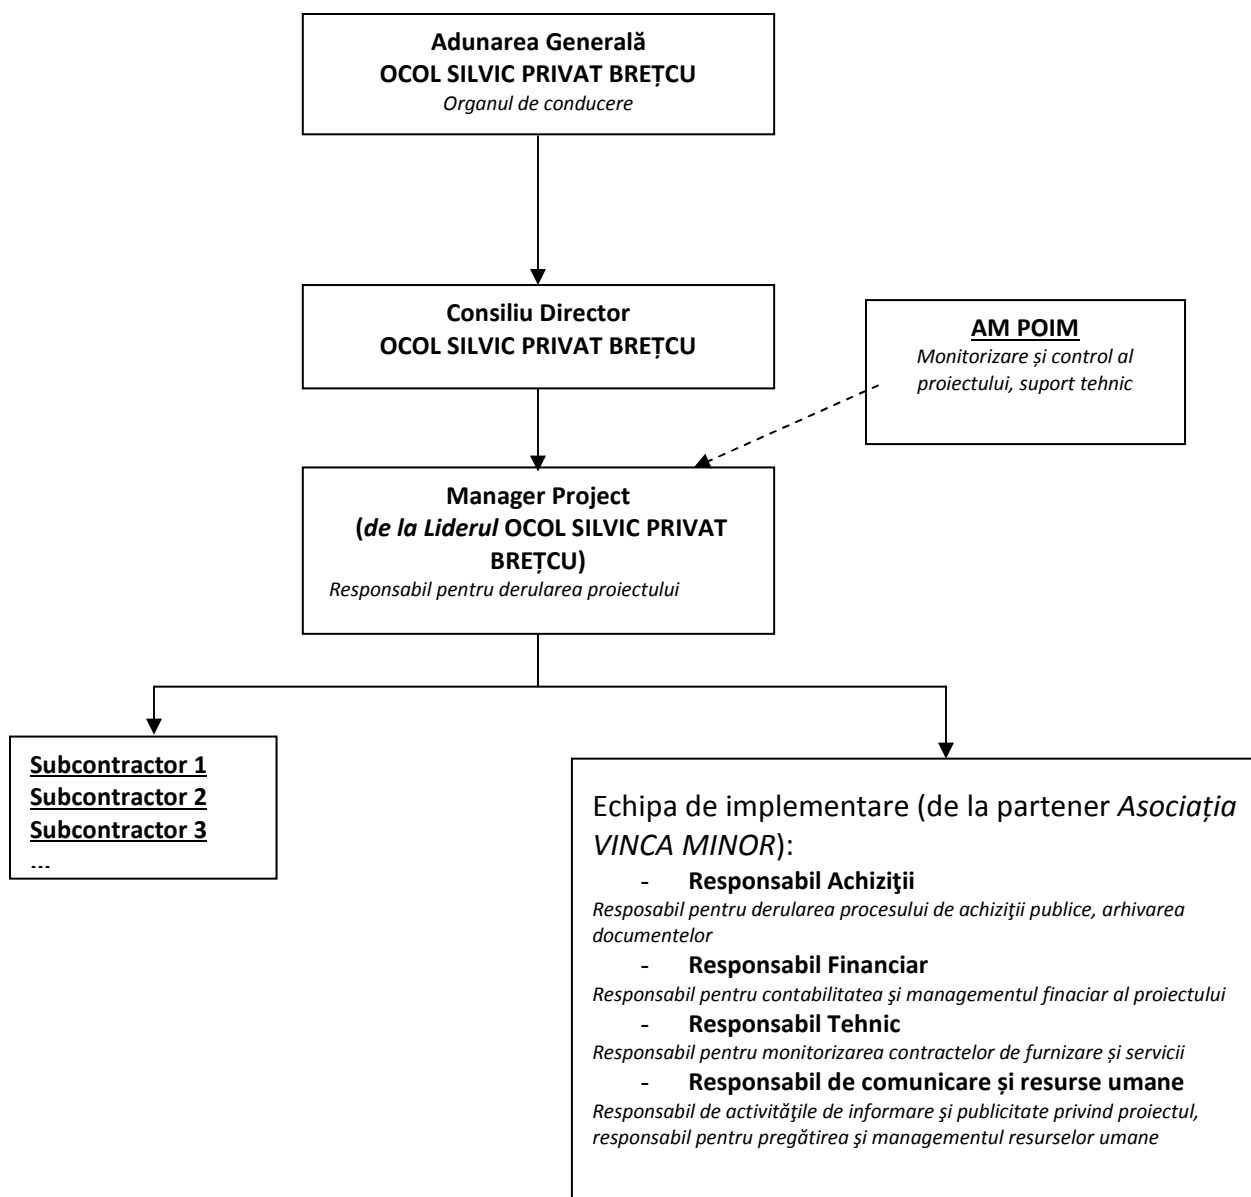 Adunarea Generală
OCOL SILVIC PRIVAT BREȚCU
Organul de conducere
Consiliu Director
OCOL SILVIC PRIVAT BREȚCU
AM POIM
Monitorizare și control al
proiectului, suport tehnic
Manager Project
(de la Liderul OCOL SILVIC PRIVAT
BREȚCU)
Responsabil pentru derularea proiectului
Subcontractor 1
Subcontractor 2
Subcontractor 3
...
Echipa de implementare (de la partener Asociația
VINCA MINOR):
- Responsabil Achiziţii
Resposabil pentru derularea procesului de achiziţii publice, arhivarea
documentelor
- Responsabil Financiar
Responsabil pentru contabilitatea şi managementul finaciar al proiectului
- Responsabil Tehnic
Responsabil pentru monitorizarea contractelor de furnizare și servicii
- Responsabil de comunicare și resurse umane
Responsabil de activităţile de informare şi publicitate privind proiectul,
responsabil pentru pregătirea şi managementul resurselor umane